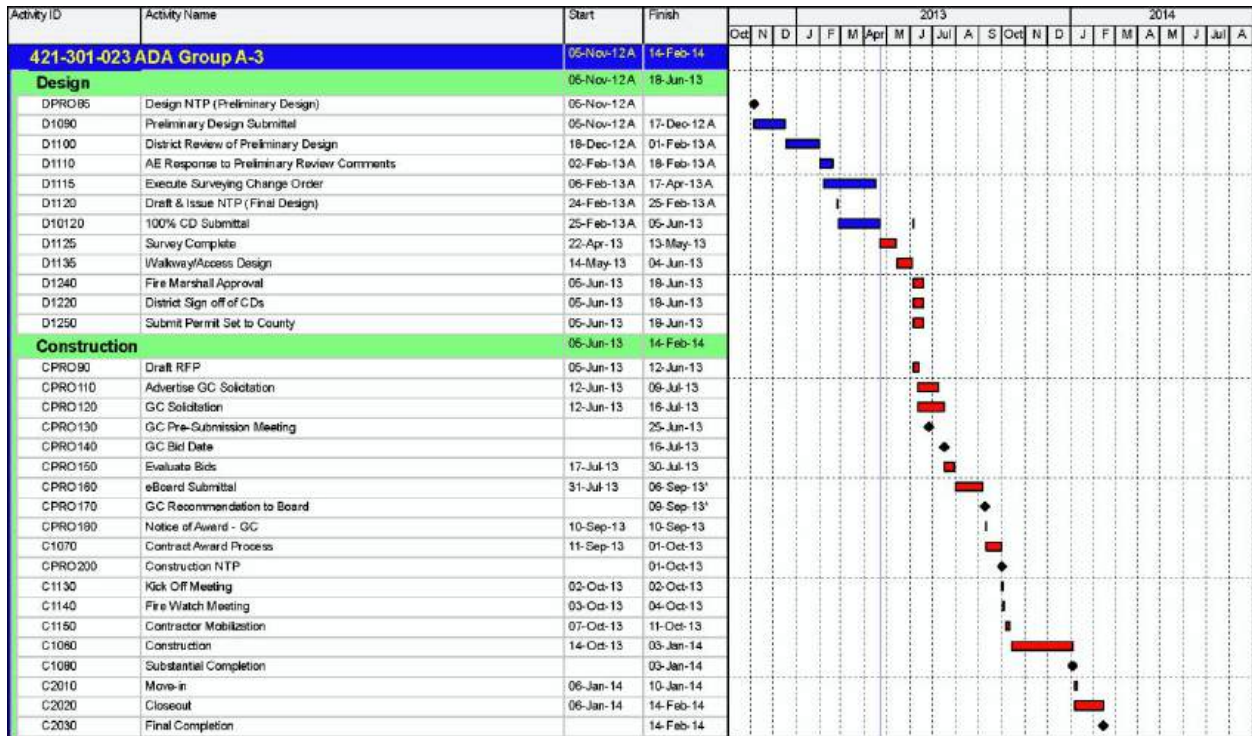 Activity ID Activity Name Start Finish 2013 2014
Oct N D J F M Apr M J Jul A S Oct N D J F M A M J Jul A
421-301-023 ADA Group A-3 05-Nov-12 A 14-Feb-14
Design 05-Nov-12 A 18-Jun-13
DPRO85 Design NTP (Preliminary Design) 05-Nov-12 A
D1090 Preliminary Design Submittal 05-Nov-12 A 17-Dec-12 A
D1100 District Review of Preliminary Design 18-Dec-12 A 01-Feb-13 A
D1110 AE Response to Preliminary Review Comments 02-Feb-13 A 18-Feb-13 A
D1115 Execute Surveying Change Order 06-Feb-13 A 17-Apr-13 A
D1120 Draft & Issue NTP (Final Design) 24-Feb-13 A 25-Feb-13 A
D10120 100% CD Submittal 25-Feb-13 A 05-Jun-13
D1125 Survey Complete 22-Apr-13 13-May-13
D1135 Walkway/Access Design 14-May-13 04-Jun-13
D1240 Fire Marshall Approval 05-Jun-13 18-Jun-13
D1220 District Sign off of CDs 05-Jun-13 18-Jun-13
D1250 Submit Permit Set to County 05-Jun-13 18-Jun-13
Construction 05-Jun-13 14-Feb-14
CPRO90 Draft RFP 05-Jun-13 12-Jun-13
CPRO110 Advertise GC Solicitation 12-Jun-13 09-Jul-13
CPRO120 GC Solicitation 12-Jun-13 16-Jul-13
CPRO130 GC Pre-Submission Meeting 25-Jun-13
CPRO140 GC Bid Date 16-Jul-13
CPRO150 Evaluate Bids 17-Jul-13 30-Jul-13
CPRO160 eBoard Submittal 31-Jul-13 06-Sep-13*
CPRO170 GC Recommendation to Board 09-Sep-13*
CPRO180 Notice of Award - GC 10-Sep-13 10-Sep-13
C1070 Contract Award Process 11-Sep-13 01-Oct-13
CPRO200 Construction NTP 01-Oct-13
C1130 Kick Off Meeting 02-Oct-13 02-Oct-13
C1140 Fire Watch Meeting 03-Oct-13 04-Oct-13
C1150 Contractor Mobilization 07-Oct-13 11-Oct-13
C1060 Construction 14-Oct-13 03-Jan-14
C1080 Substantial Completion 03-Jan-14
C2010 Move-in 06-Jan-14 10-Jan-14
C2020 Closeout 06-Jan-14 14-Feb-14
C2030 Final Completion 14-Feb-14